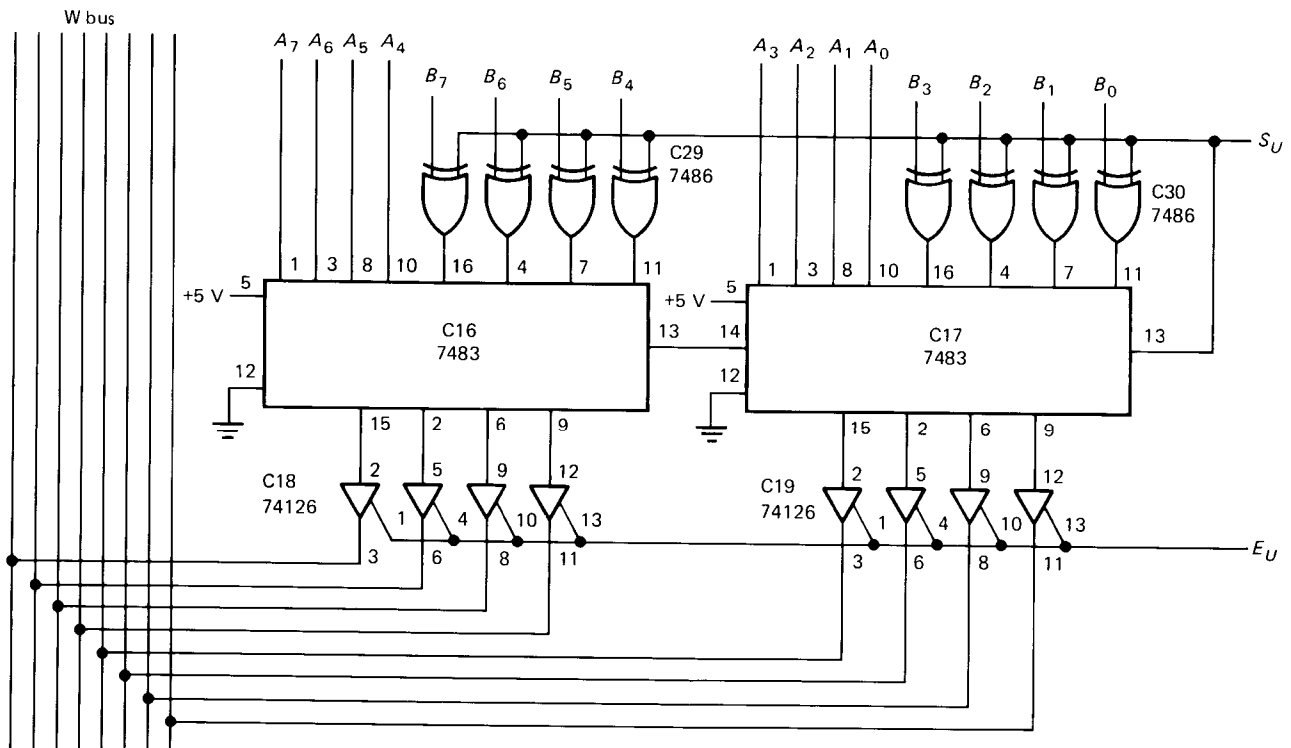 W bus
A7 A6 A5 A4 A3 A2 A1 A0
B7 B6 B5 B4 B3 B2 B1 B0
SU
C29
7486
C30
7486
1 3 8 10 16 4 7 11
1 3 8 10 16 4 7 11
+5 V 5
+5 V 5
C16
7483
13 14
C17
7483
13
12
12
15 2 6 9
15 2 6 9
C18
74126
2 5 9 12
C19
74126
2 5 9 12
1 4 10 13
1 4 10 13
EU
3 6 8 11
3 6 8 11